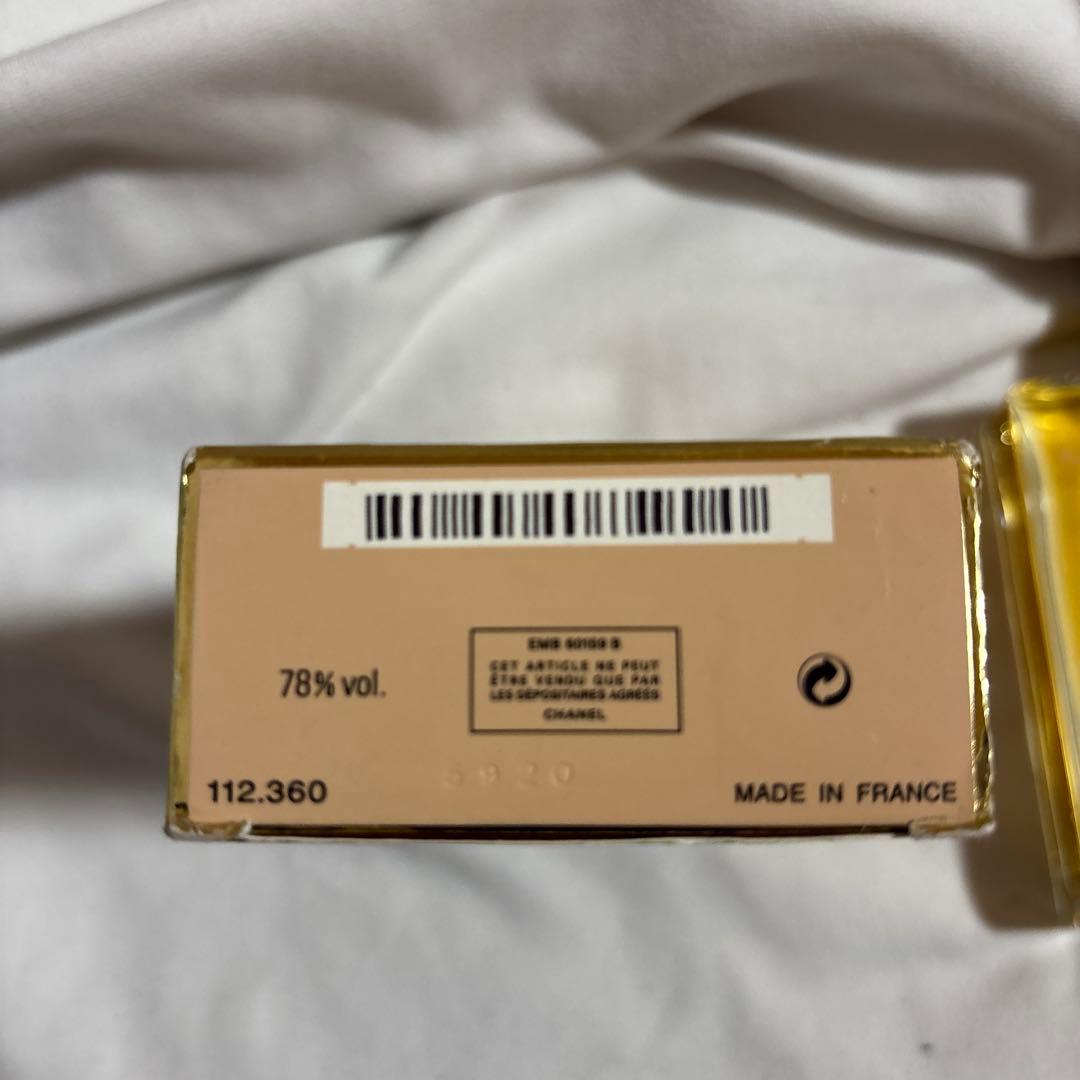 78% vol.
EMB 60159 B
CET ARTICLE NE PEUT
ÊTRE VENDU QUE PAR
LES DÉPOSITAIRES AGRÉÉS
CHANEL
5920
112.360
MADE IN FRANCE